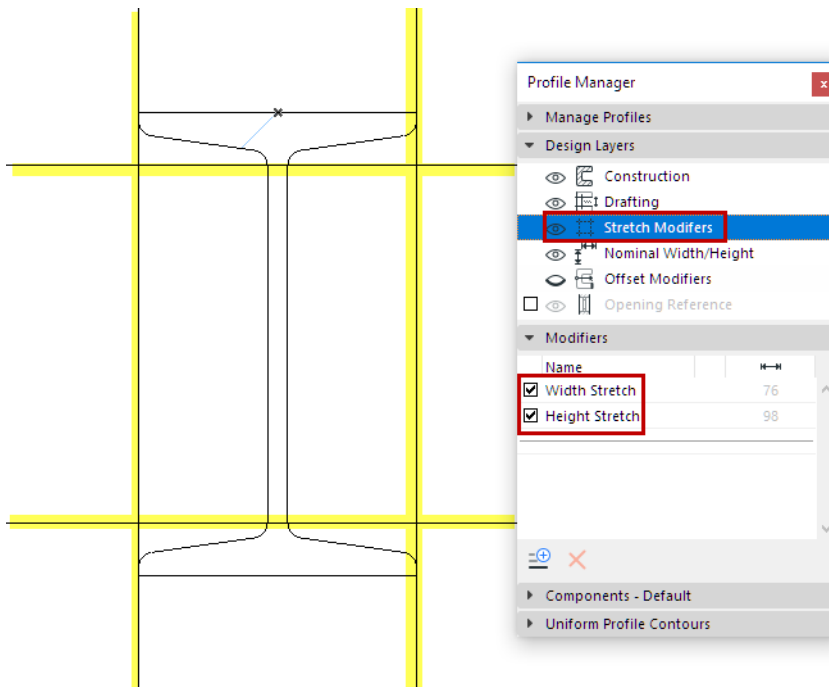 Profile Manager
x
Manage Profiles
Design Layers
Construction
Drafting
Stretch Modifers
Nominal Width/Height
Offset Modifiers
Opening Reference
Modifiers
Name
Width Stretch 76
Height Stretch 98
Components - Default
Uniform Profile Contours